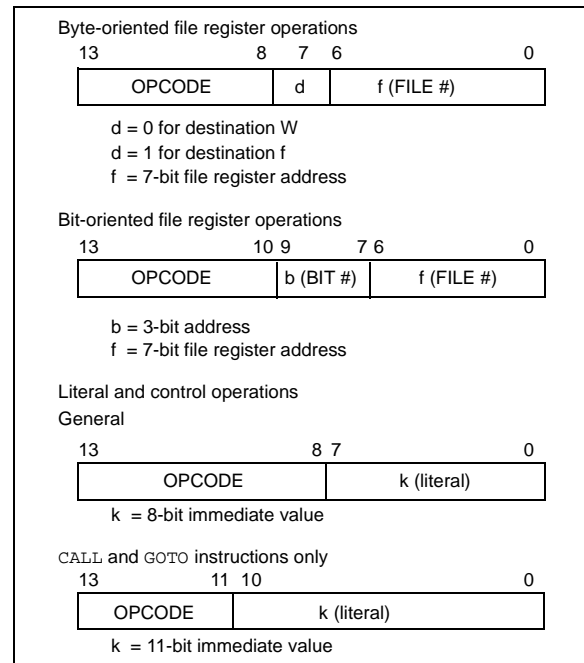 Byte-oriented file register operations
13 8 7 6 0
OPCODE d f (FILE #)
d = 0 for destination W
d = 1 for destination f
f = 7-bit file register address
Bit-oriented file register operations
13 10 9 7 6 0
OPCODE b (BIT #) f (FILE #)
b = 3-bit address
f = 7-bit file register address
Literal and control operations
General
13 8 7 0
OPCODE k (literal)
k = 8-bit immediate value
CALL and GOTO instructions only
13 11 10 0
OPCODE k (literal)
k = 11-bit immediate value